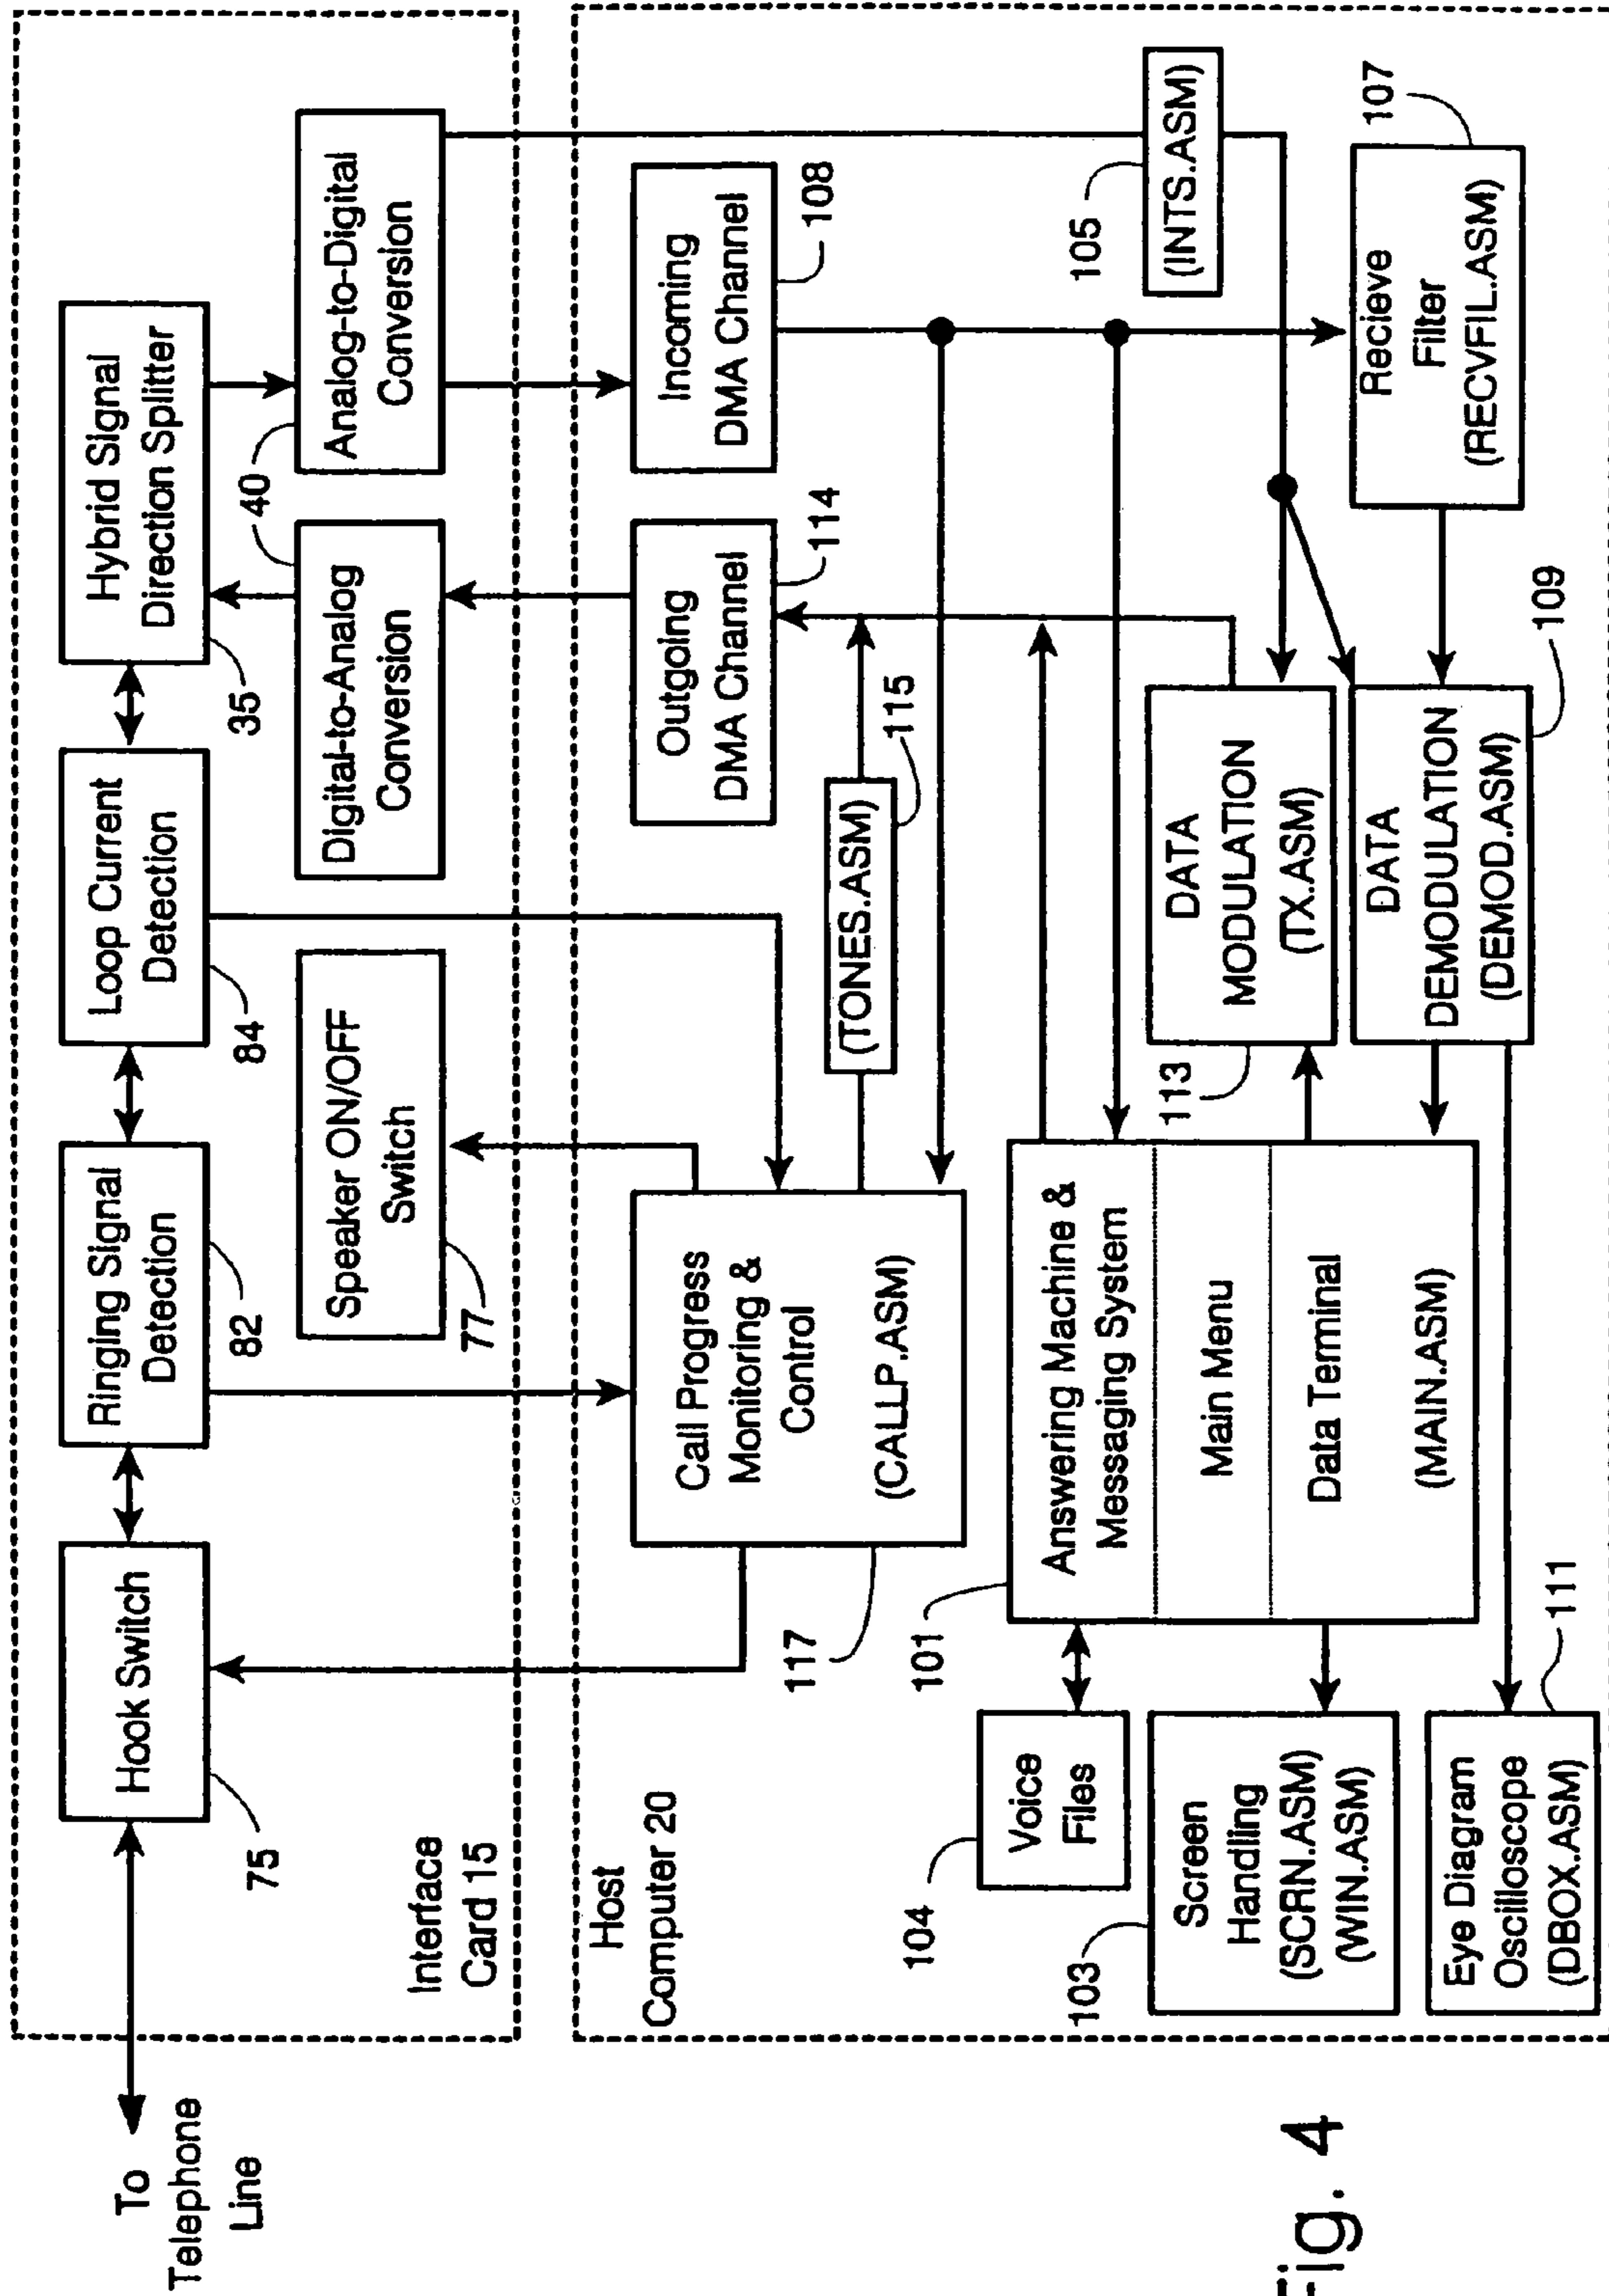 To
Telephone
Line
Hook Switch
75
Ringing Signal
Detection
82
Loop Current
Detection
84
Hybrid Signal
Direction Splitter
35
Speaker ON/OFF
Switch
77
Digital-to-Analog
Conversion
40
Analog-to-Digital
Conversion
Interface
Card 15
Host
Computer 20
Call Progress
Monitoring &
Control
(CALLP.ASM)
117
Outgoing
DMA Channel
114
Incoming
DMA Channel
108
(TONES.ASM)
115
105
(INTS.ASM)
104
Voice
Files
101
Answering Machine &
Messaging System
Main Menu
Data Terminal
(MAIN.ASM)
113
DATA
MODULATION
(TX.ASM)
107
Recieve
Filter
(RECVFIL.ASM)
103
Screen
Handling
(SCRN.ASM)
(WIN.ASM)
DATA
DEMODULATION
(DEMOD.ASM)
109
Eye Diagram
Oscilloscope
(DBOX.ASM)
111
Fig. 4